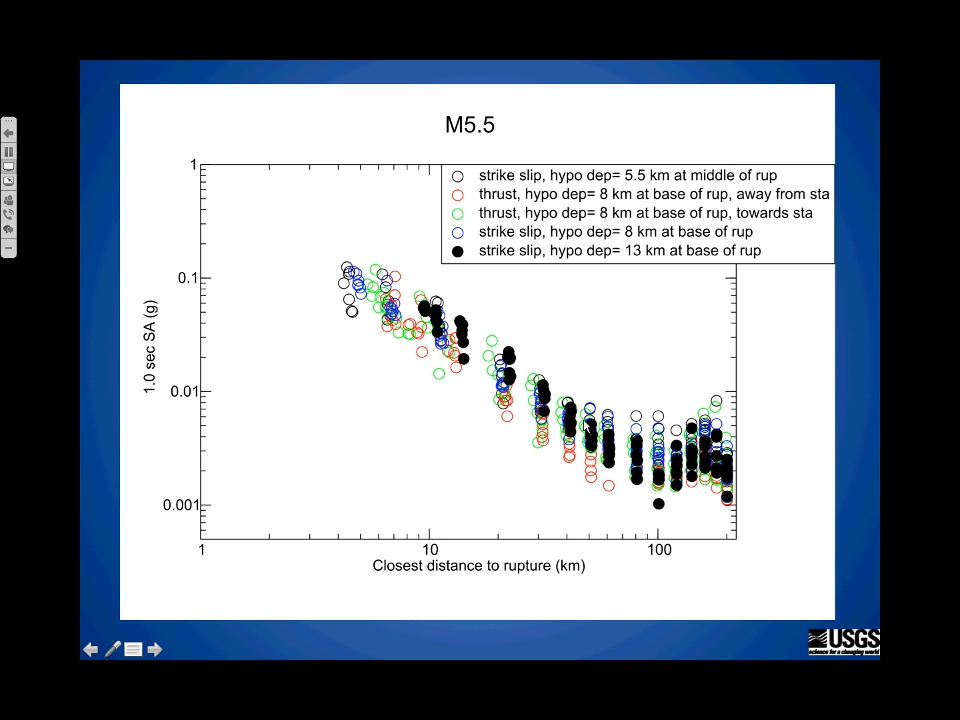 M5.5
strike slip, hypo dep= 5.5 km at middle of rup
thrust, hypo dep= 8 km at base of rup, away from sta
thrust, hypo dep= 8 km at base of rup, towards sta
strike slip, hypo dep= 8 km at base of rup
strike slip, hypo dep= 13 km at base of rup
1
0.1
0.01
0.001
1.0 sec SA (g)
1 10 100
Closest distance to rupture (km)
USGS
science for a changing world